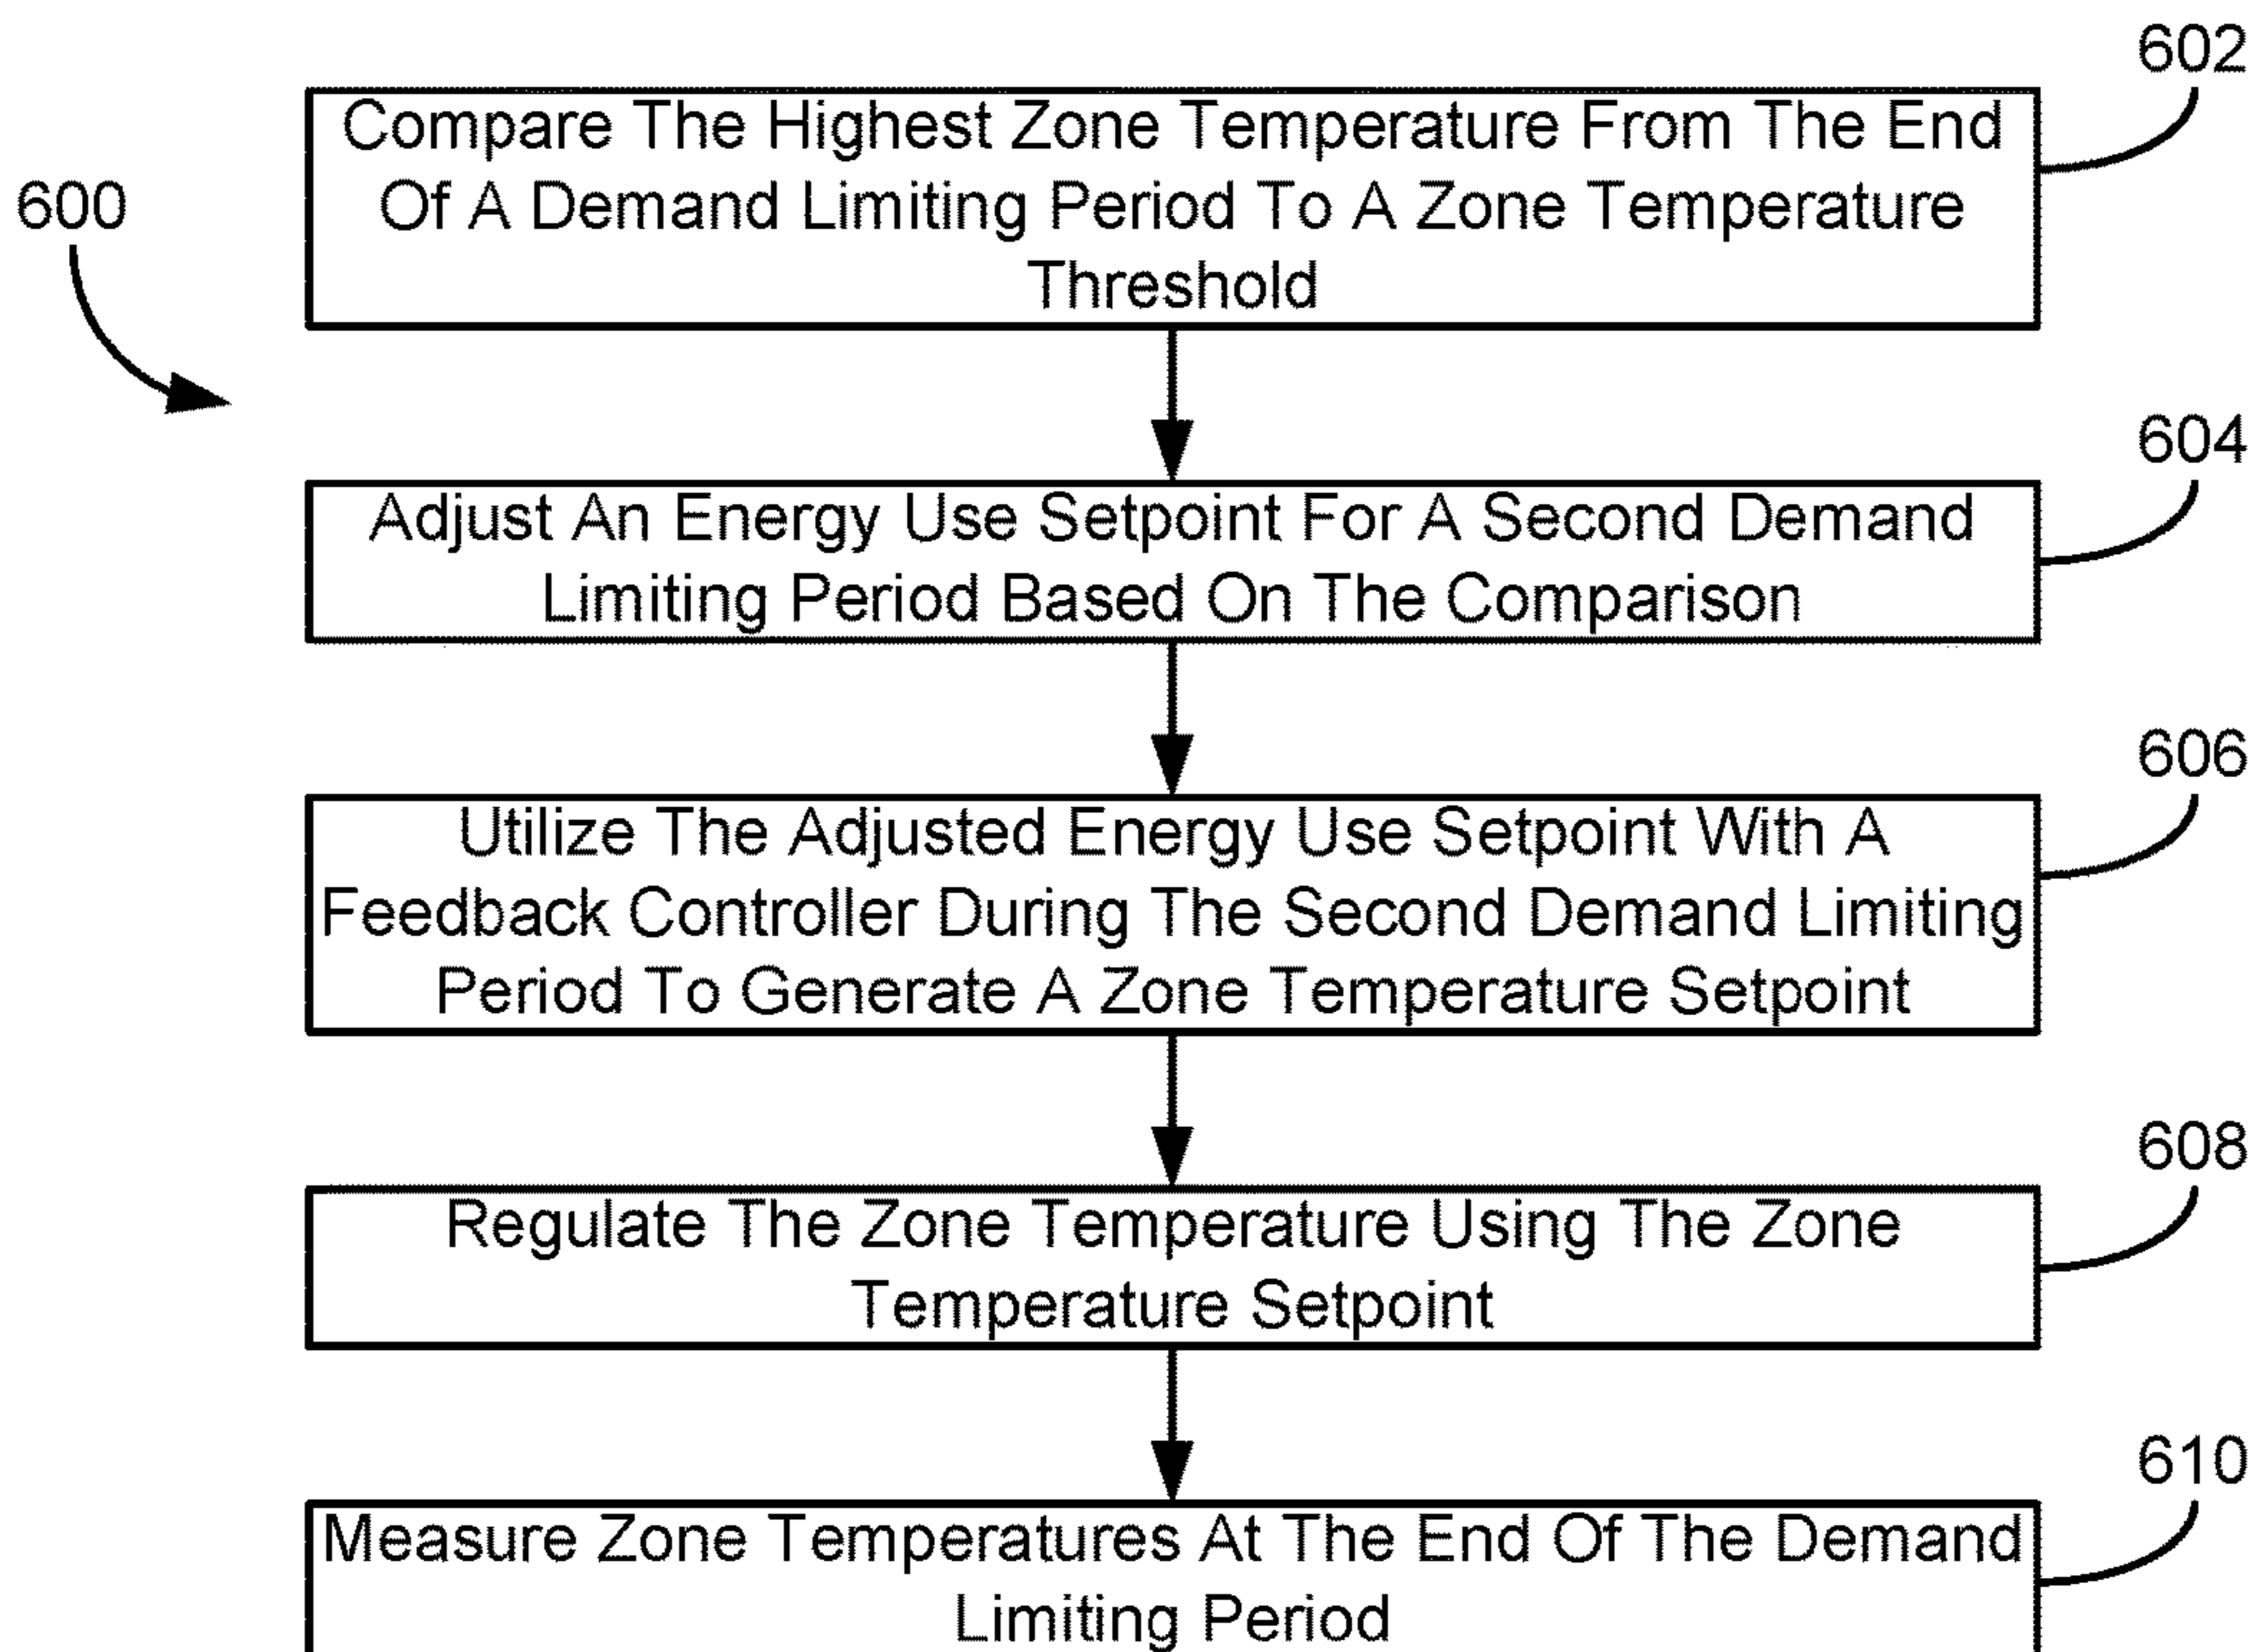 602
Compare The Highest Zone Temperature From The End
Of A Demand Limiting Period To A Zone Temperature
Threshold
600
604
Adjust An Energy Use Setpoint For A Second Demand
Limiting Period Based On The Comparison
606
Utilize The Adjusted Energy Use Setpoint With A
Feedback Controller During The Second Demand Limiting
Period To Generate A Zone Temperature Setpoint
608
Regulate The Zone Temperature Using The Zone
Temperature Setpoint
610
Measure Zone Temperatures At The End Of The Demand
Limiting Period